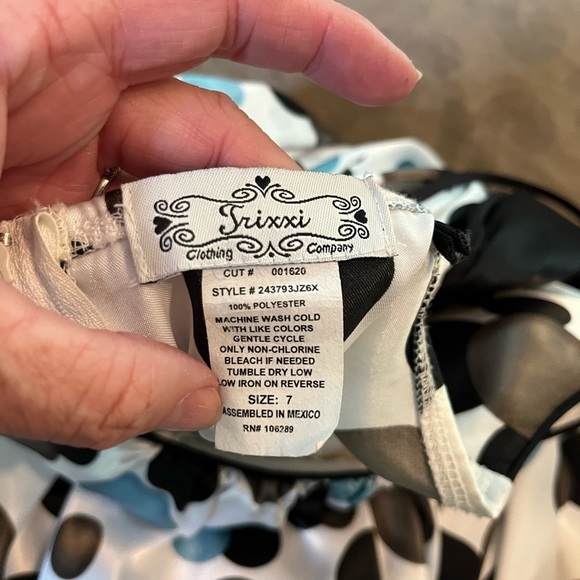 Trixxi
Clothing Company
CUT # 001620
STYLE # 243793JZ6X
100% POLYESTER
MACHINE WASH COLD
WITH LIKE COLORS
GENTLE CYCLE
ONLY NON-CHLORINE
BLEACH IF NEEDED
TUMBLE DRY LOW
LOW IRON ON REVERSE
SIZE: 7
ASSEMBLED IN MEXICO
RN# 106289